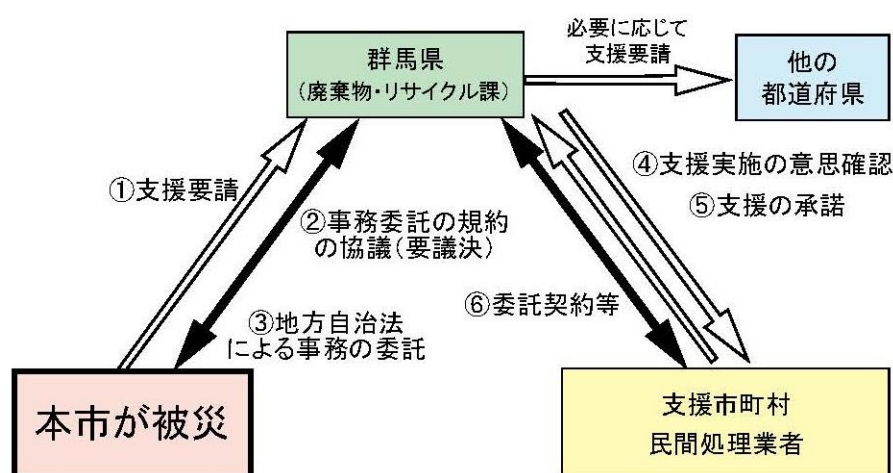 群馬県
（廃棄物・リサイクル課）
必要に応じて
支援要請
他の
都道府県
①支援要請
②事務委託の規約
の協議（要議決）
③地方自治法
による事務の委託
④支援実施の意思確認
⑤支援の承諾
⑥委託契約等
本市が被災
支援市町村
民間処理業者